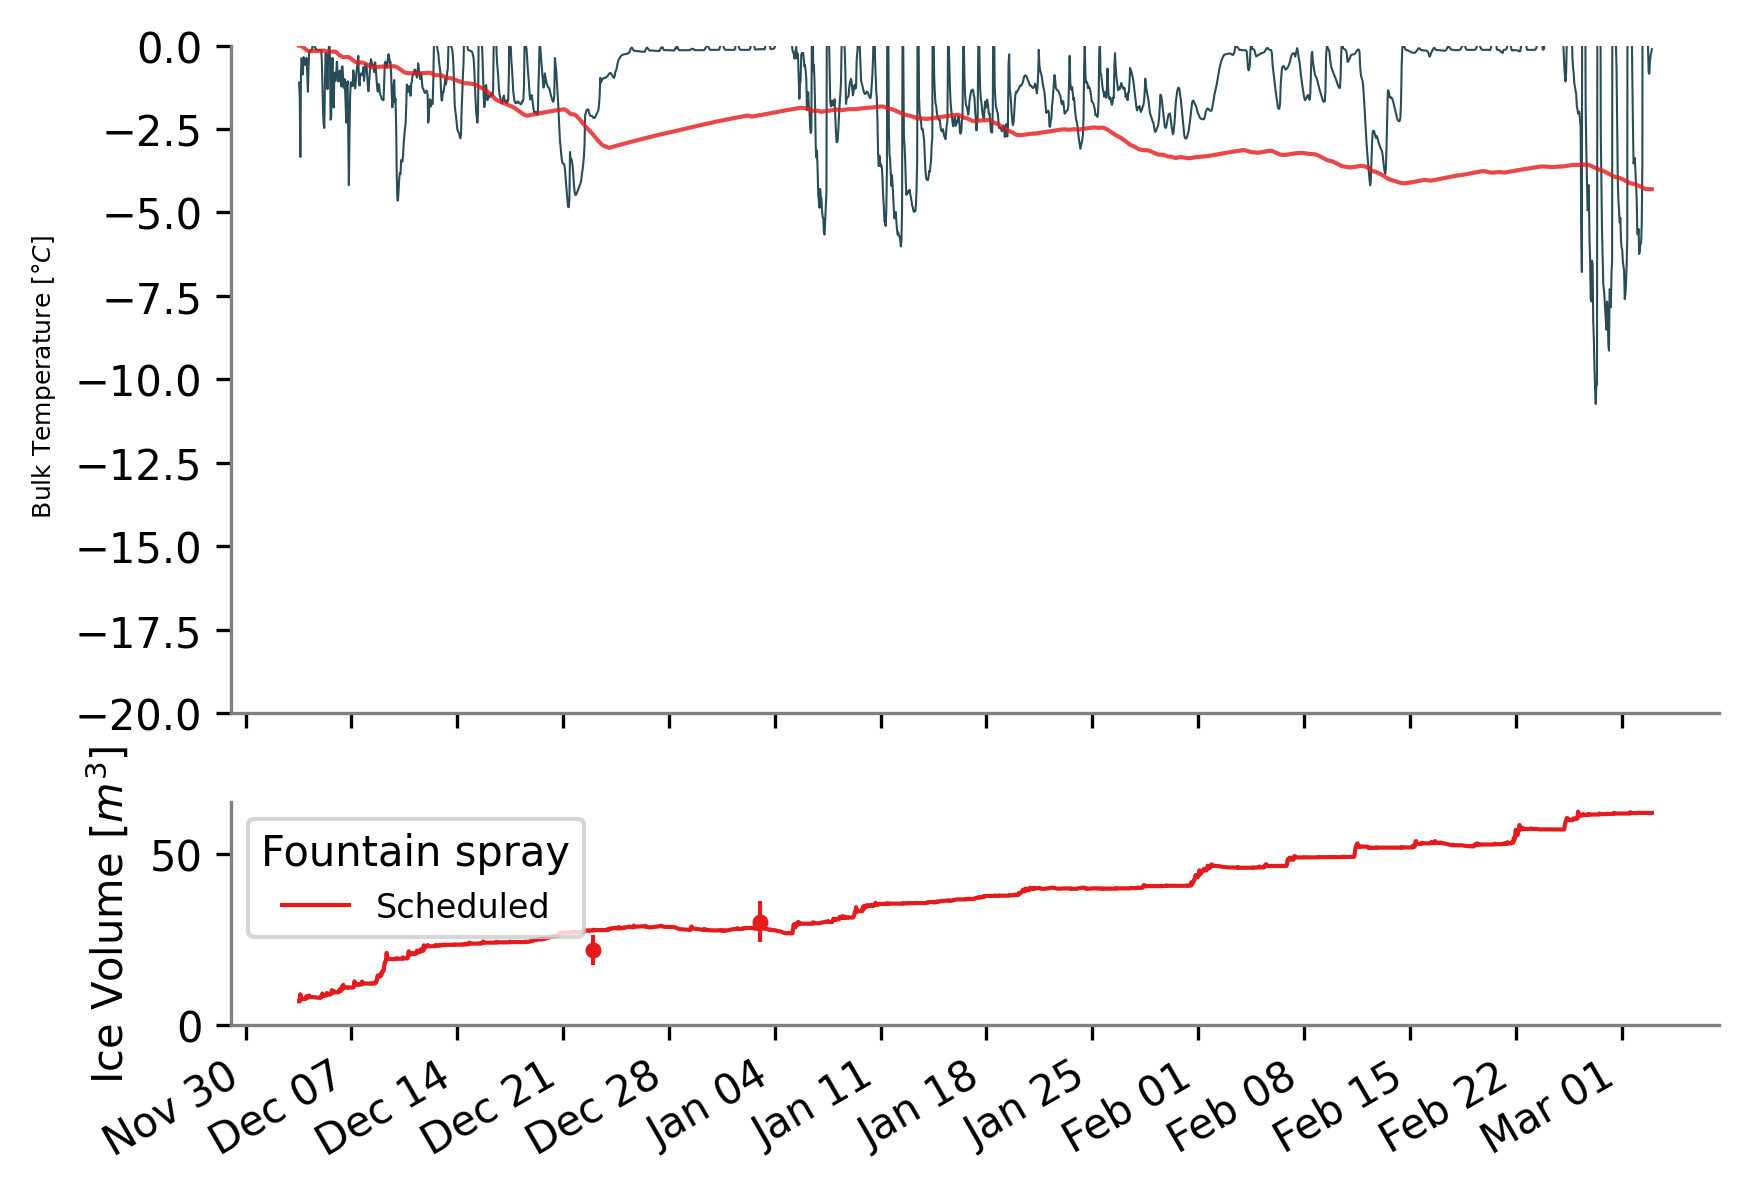 0.0
−2.5
−5.0
−7.5
−10.0
−12.5
−15.0
−17.5
−20.0
Bulk Temperature [°C]
Ice Volume [m³]
50
0
Fountain spray
Scheduled
Nov 30
Dec 07
Dec 14
Dec 21
Dec 28
Jan 04
Jan 11
Jan 18
Jan 25
Feb 01
Feb 08
Feb 15
Feb 22
Mar 01